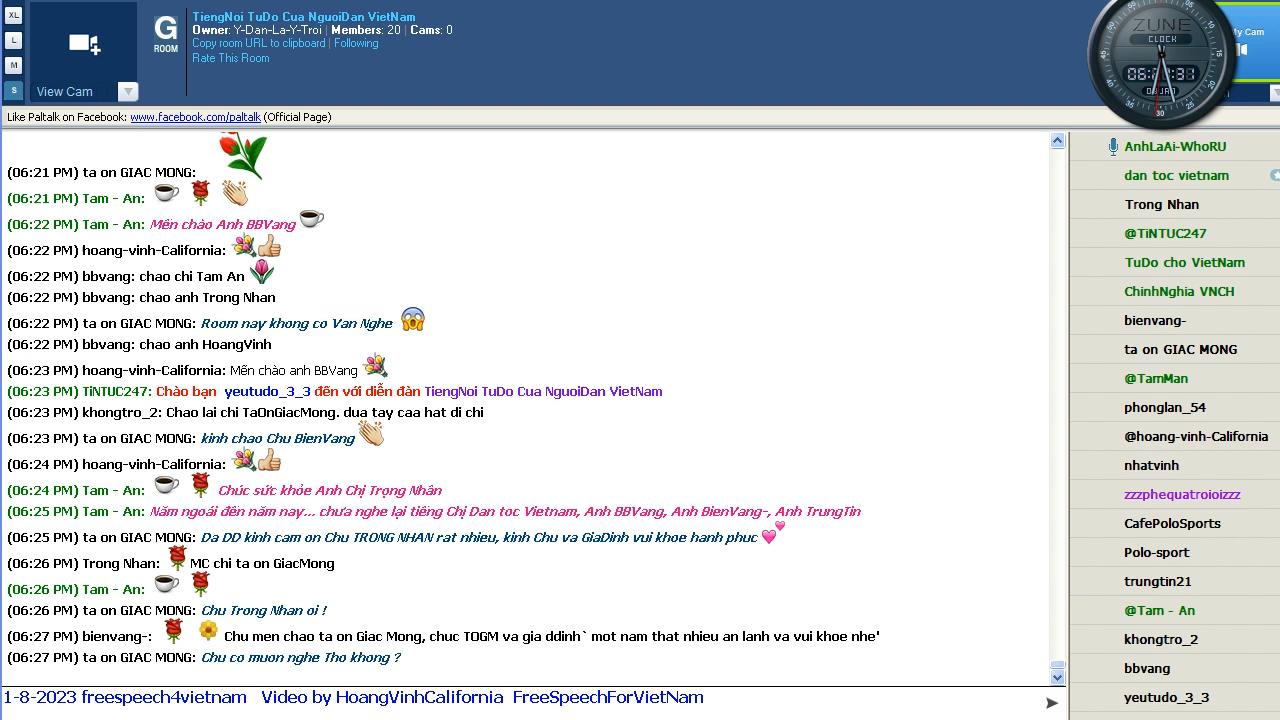 XL
L
M
S
View Cam
G
ROOM
TiengNoi TuDo Cua NguoiDan VietNam
Owner: Y-Dan-La-Y-Troi | Members: 20 | Cams: 0
Copy room URL to clipboard | Following
Rate This Room
ZUNE
CLOCK
My Cam
Like Paltalk on Facebook: www.facebook.com/paltalk (Official Page)
(06:21 PM) ta on GIAC MONG:
(06:21 PM) Tam - An:
(06:22 PM) Tam - An: Mến chào Anh BBVang
(06:22 PM) hoang-vinh-California:
(06:22 PM) bbvang: chao chi Tam An
(06:22 PM) bbvang: chao anh Trong Nhan
(06:22 PM) ta on GIAC MONG: Room nay khong co Van Nghe
(06:22 PM) bbvang: chao anh HoangVinh
(06:23 PM) hoang-vinh-California: Mến chào anh BBVang
(06:23 PM) TiNTUC247: Chào bạn yeutudo_3_3 đến với diễn đàn TiengNoi TuDo Cua NguoiDan VietNam
(06:23 PM) khongtro_2: Chao lai chi TaOnGiacMong. dua tay caa hat di chi
(06:23 PM) ta on GIAC MONG: kinh chao Chu BienVang
(06:24 PM) hoang-vinh-California:
(06:24 PM) Tam - An: Chúc sức khỏe Anh Chị Trọng Nhân
(06:25 PM) Tam - An: Năm ngoái đến năm nay... chưa nghe lại tiếng Chị Dan toc Vietnam, Anh BBVang, Anh BienVang-, Anh TrungTin
(06:25 PM) ta on GIAC MONG: Da DD kinh cam on Chu TRONG NHAN rat nhieu, kinh Chu va GiaDinh vui khoe hanh phuc
(06:26 PM) Trong Nhan: MC chi ta on GiacMong
(06:26 PM) Tam - An:
(06:26 PM) ta on GIAC MONG: Chu Trong Nhan oi !
(06:27 PM) bienvang-: Chu men chao ta on Giac Mong, chuc TOGM va gia ddinh` mot nam that nhieu an lanh va vui khoe nhe'
(06:27 PM) ta on GIAC MONG: Chu co muon nghe Tho khong ?
1-8-2023 freespeech4vietnam Video by HoangVinhCalifornia FreeSpeechForVietNam
AnhLaAi-WhoRU
dan toc vietnam
Trong Nhan
@TiNTUC247
TuDo cho VietNam
ChinhNghia VNCH
bienvang-
ta on GIAC MONG
@TamMan
phonglan_54
@hoang-vinh-California
nhatvinh
zzzphequatroioizzz
CafePoloSports
Polo-sport
trungtin21
@Tam - An
khongtro_2
bbvang
yeutudo_3_3